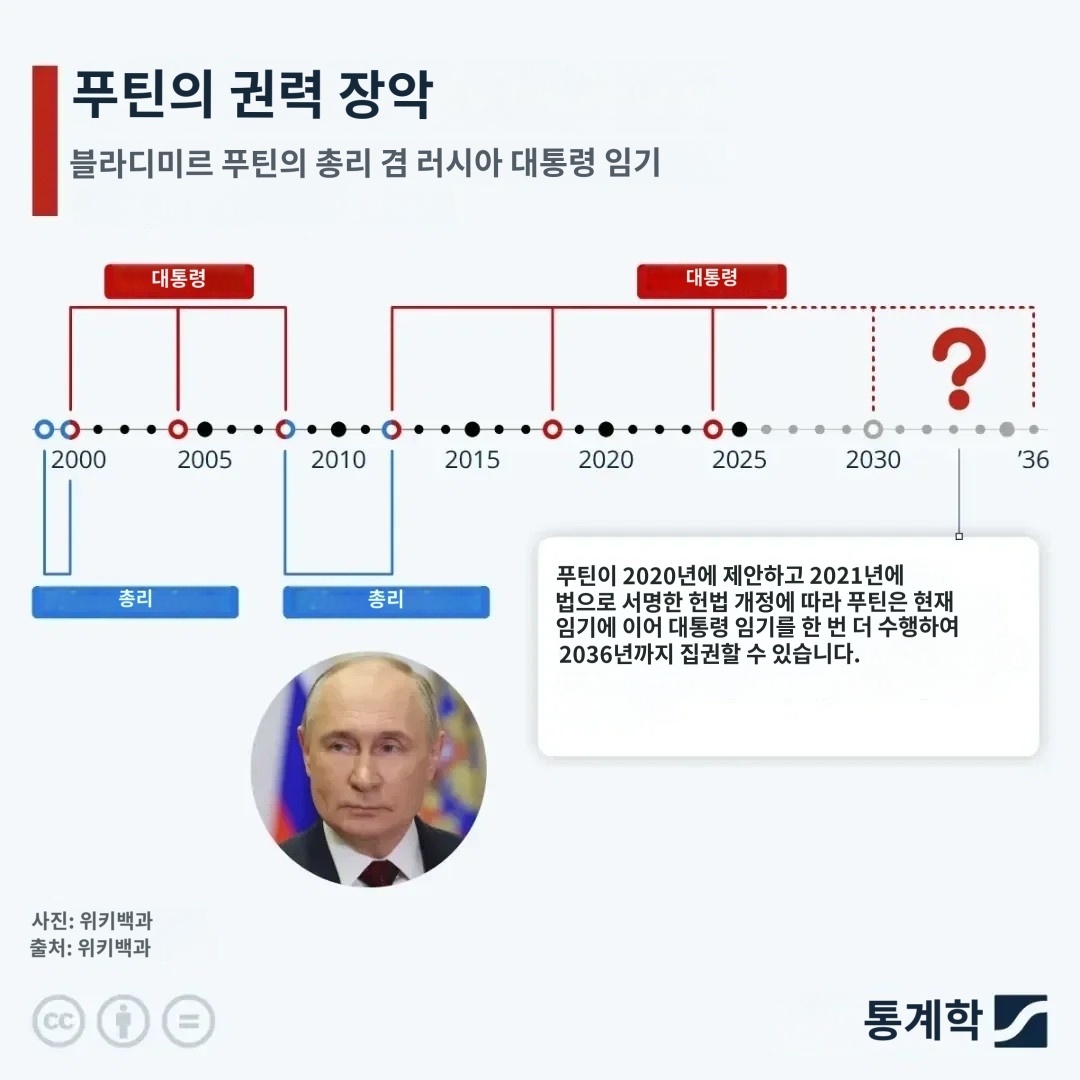 푸틴의 권력 장악
블라디미르 푸틴의 총리 겸 러시아 대통령 임기
대통령
대통령
2000
2005
2010
2015
2020
2025
2030
’36
총리
총리
푸틴이 2020년에 제안하고 2021년에
법으로 서명한 헌법 개정에 따라 푸틴은 현재
임기에 이어 대통령 임기를 한 번 더 수행하여
2036년까지 집권할 수 있습니다.
사진: 위키백과
출처: 위키백과
통계학